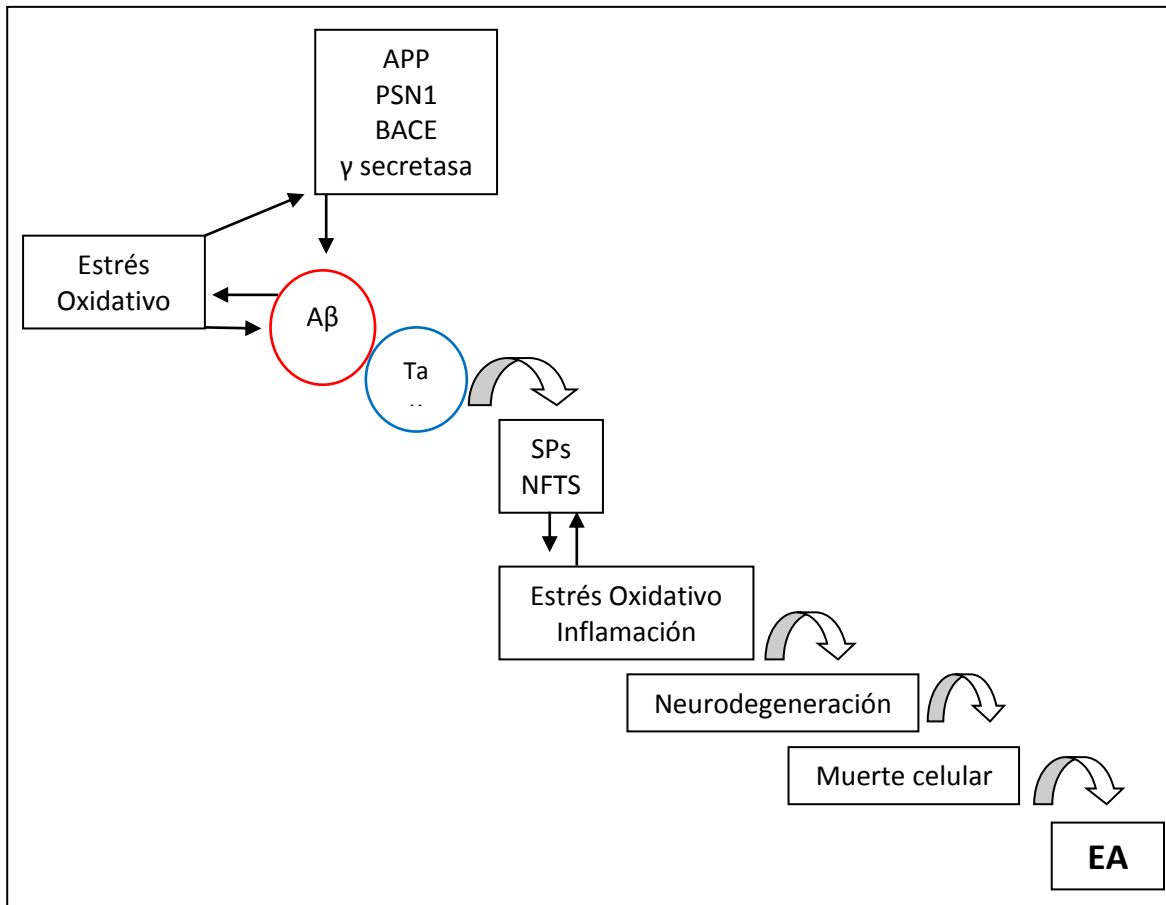 APP
PSN1
BACE
γ secretasa
Estrés
Oxidativo
Aβ
Ta
SPs
NFTS
Estrés Oxidativo
Inflamación
Neurodegeneración
Muerte celular
EA